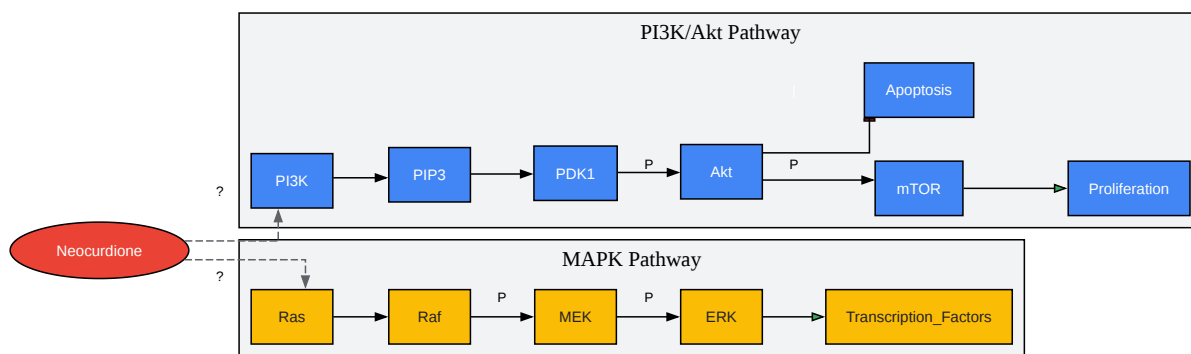 PI3K/Akt Pathway
Apoptosis
PI3K
PIP3
PDK1
P
Akt
P
mTOR
Proliferation
?
Neocurdione
?
MAPK Pathway
Ras
Raf
P
MEK
P
ERK
Transcription_Factors